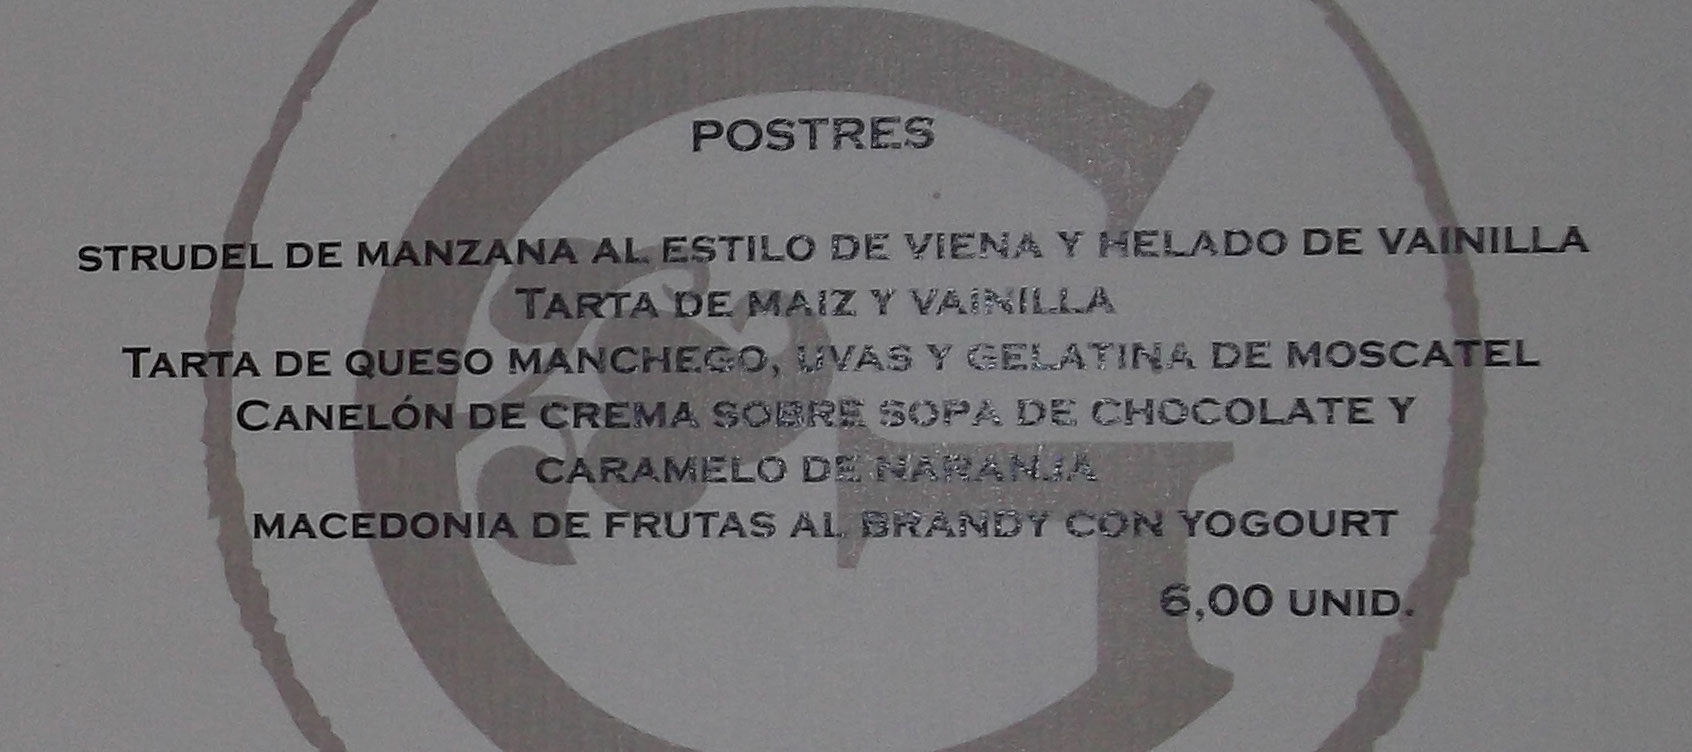 POSTRES
STRUDEL DE MANZANA AL ESTILO DE VIENA Y HELADO DE VAINILLA
TARTA DE MAIZ Y VAINILLA
TARTA DE QUESO MANCHEGO, UVAS Y GELATINA DE MOSCATEL
CANELÓN DE CREMA SOBRE SOPA DE CHOCOLATE Y
CARAMELO DE NARANJA
MACEDONIA DE FRUTAS AL BRANDY CON YOGOURT
6,00 UNID.